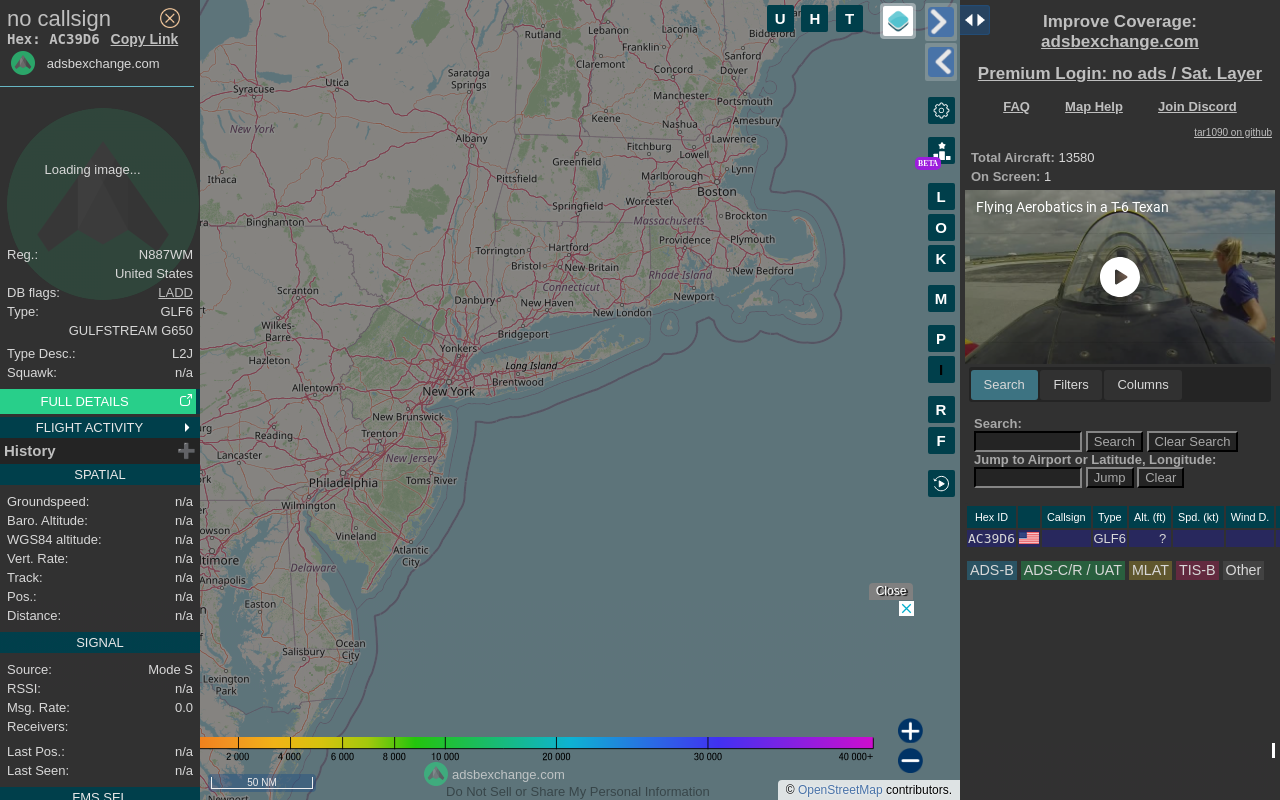 no callsign
Hex: AC39D6 Copy Link
adsbexchange.com
Loading image...
Reg.: N887WM
United States
DB flags: LADD
Type: GLF6
GULFSTREAM G650
Type Desc.: L2J
Squawk: n/a
FULL DETAILS
FLIGHT ACTIVITY
History
SPATIAL
Groundspeed: n/a
Baro. Altitude: n/a
WGS84 altitude: n/a
Vert. Rate: n/a
Track: n/a
Pos.: n/a
Distance: n/a
SIGNAL
Source: Mode S
RSSI: n/a
Msg. Rate: 0.0
Receivers:
Last Pos.: n/a
Last Seen: n/a
FMS SEL
U H T
Rutland
Lebanon
Laconia
Biddeford
Franklin
Claremont
Concord
Sanford
Dover
Saratoga
Springs
Utica
Syracuse
Manchester
Portsmouth
Keene
Nashua
Amesbury
New York
Albany
Fitchburg
Lawrence
Greenfield
Lowell
Lynn
Ithaca
Pittsfield
Marlborough
Boston
Springfield
Worcester
Binghamton
Massachusetts
Brockton
Torrington
Hartford
Providence
Plymouth
Bristol
New Britain
Rhode Island
New Bedford
Connecticut
Scranton
Danbury
New Haven
New London
Newport
Wilkes-
Barre
Bridgeport
Hazleton
Yonkers
Long Island
Allentown
New York
Brentwood
New Brunswick
Reading
Trenton
Lancaster
New Jersey
Philadelphia
Toms River
Wilmington
Vineland
Atlantic
City
Delaware
Annapolis
Easton
Ocean
City
Salisbury
Lexington
Park
BETA
L
O
K
M
P
I
R
F
Close
2 000 4 000 6 000 8 000 10 000 20 000 30 000 40 000+
50 NM
adsbexchange.com
Do Not Sell or Share My Personal Information
© OpenStreetMap contributors.
Improve Coverage:
adsbexchange.com
Premium Login: no ads / Sat. Layer
FAQ Map Help Join Discord
tar1090 on github
Total Aircraft: 13580
On Screen: 1
Flying Aerobatics in a T-6 Texan
Search Filters Columns
Search:
Search Clear Search
Jump to Airport or Latitude, Longitude:
Jump Clear
Hex ID Callsign Type Alt. (ft) Spd. (kt) Wind D.
AC39D6 GLF6 ?
ADS-B ADS-C/R / UAT MLAT TIS-B Other